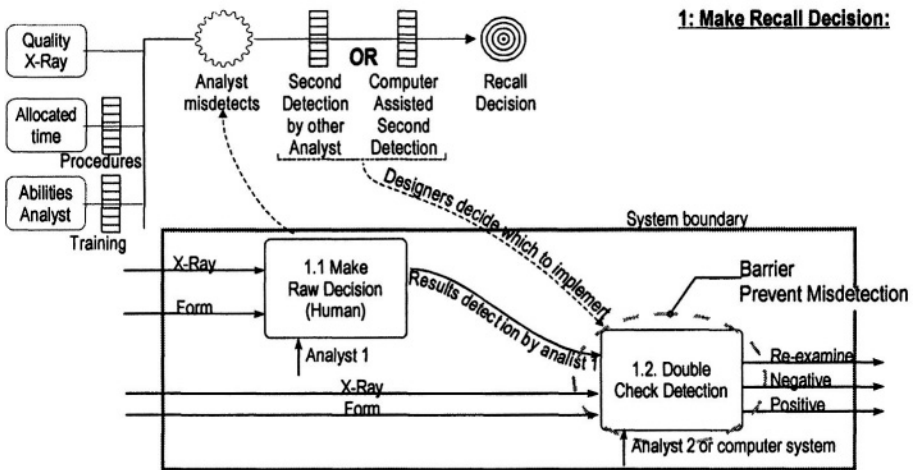 1: Make Recall Decision:
Quality
X-Ray
Allocated
time
Procedures
Abilities
Analyst
Training
Analyst
misdetects
Second
Detection
by other
Analyst
OR
Computer
Assisted
Second
Detection
Recall
Decision
Designers decide which to implement
System boundary
X-Ray
Form
1.1 Make
Raw Decision
(Human)
Analyst 1
Results detection by analist 1
Barrier
Prevent Misdetection
X-Ray
Form
1.2. Double
Check Detection
Re-examine
Negative
Positive
Analyst 2 or computer system